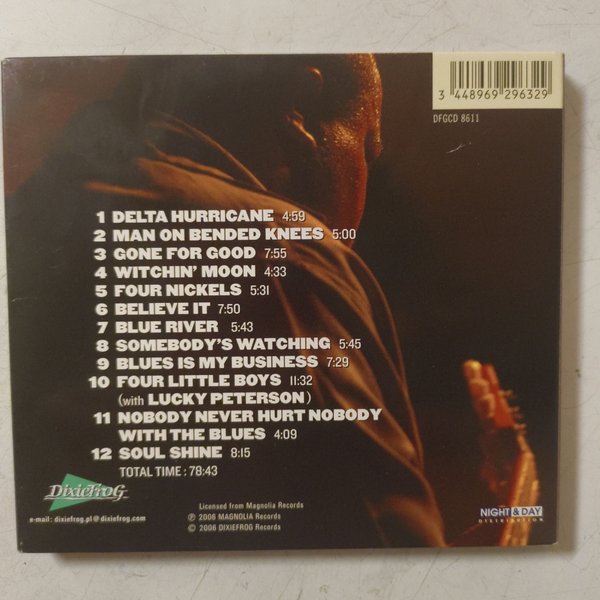 3 448969 296329
DFGCD 8611
1 DELTA HURRICANE 4:59
2 MAN ON BENDED KNEES 5:00
3 GONE FOR GOOD 7:55
4 WITCHIN' MOON 4:33
5 FOUR NICKELS 5:31
6 BELIEVE IT 7:50
7 BLUE RIVER 5:43
8 SOMEBODY'S WATCHING 5:45
9 BLUES IS MY BUSINESS 7:29
10 FOUR LITTLE BOYS 11:32
(with LUCKY PETERSON)
11 NOBODY NEVER HURT NOBODY
WITH THE BLUES 4:09
12 SOUL SHINE 8:15
TOTAL TIME : 78:43
DixieFroG
e-mail: dixiefrog.pl@dixiefrog.com
Licensed from Magnolia Records
℗ 2006 MAGNOLIA Records
© 2006 DIXIEFROG Records
NIGHT & DAY
DISTRIBUTION